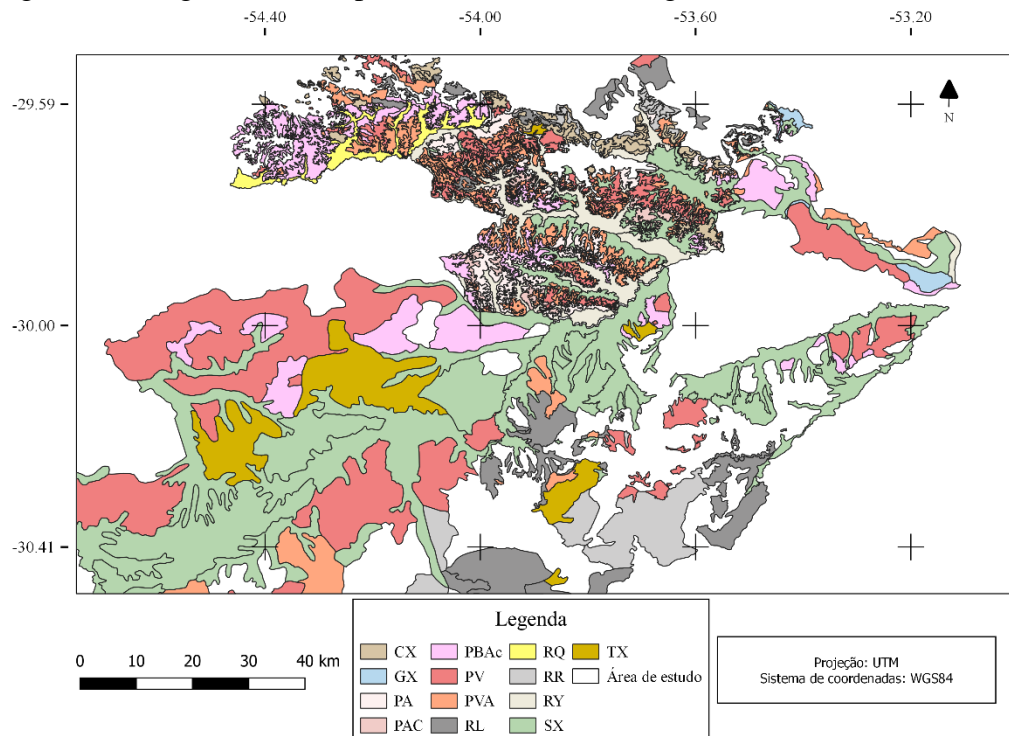 -54.40 -54.00 -53.60 -53.20
-29.59
N
-30.00
-30.41
Legenda
CX PBAc RQ TX
GX PV RR Área de estudo
PA PVA RY
PAC RL SX
0 10 20 30 40 km
Projeção: UTM
Sistema de coordenadas: WGS84